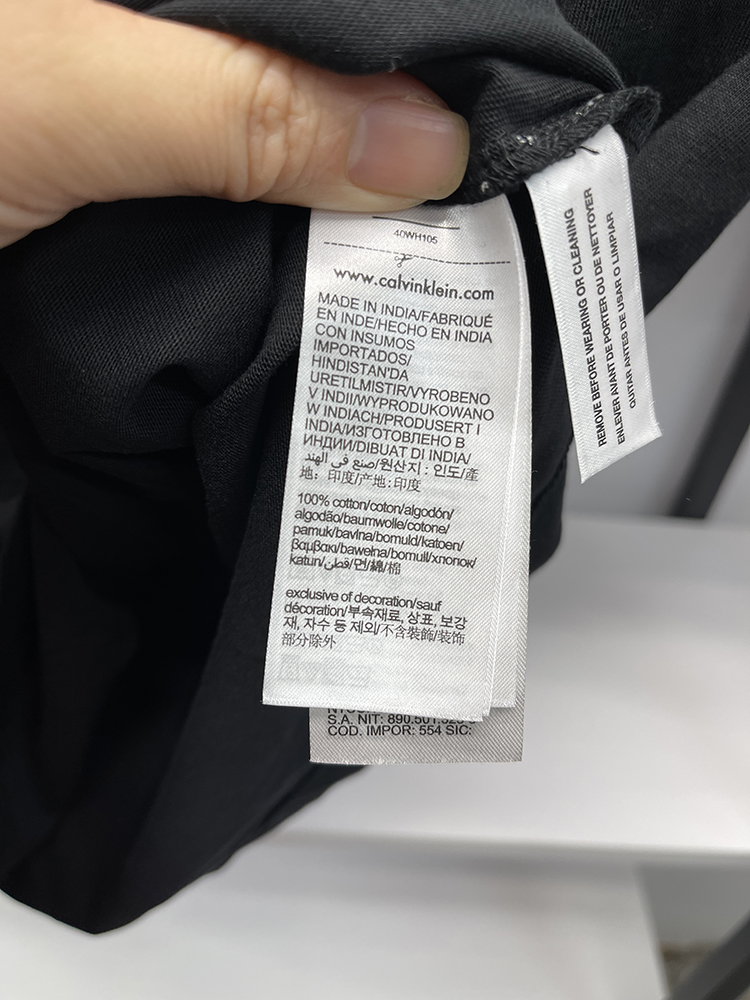 40WH105
www.calvinklein.com
MADE IN INDIA/FABRIQUÉ
EN INDE/HECHO EN INDIA
CON INSUMOS
IMPORTADOS/
HINDISTAN'DA
URETILMISTIR/VYROBENO
V INDII/WYPRODUKOWANO
W INDIACH/PRODUSERT I
INDIA/ИЗГОТОВЛЕНО В
ИНДИИ/DIBUAT DI INDIA/
صنع في الهند/원산지 : 인도/產
地: 印度/产地: 印度
100% cotton/coton/algodón/
algodão/baumwolle/cotone/
pamuk/bavlna/bomuld/katoen/
βαμβακι/bawełna/bomull/хлопок/
katun/قطن/면/綿/棉
exclusive of decoration/sauf
décoration/부속재료, 상표, 보강
재, 자수 등 제외/不含裝飾/装饰
部分除外
S.A. NIT:
COD. IMPOR: 554 SIC:
REMOVE BEFORE WEARING OR CLEANING
ENLEVER AVANT DE PORTER OU DE NETTOYER
QUITAR ANTES DE USAR O LIMPIAR